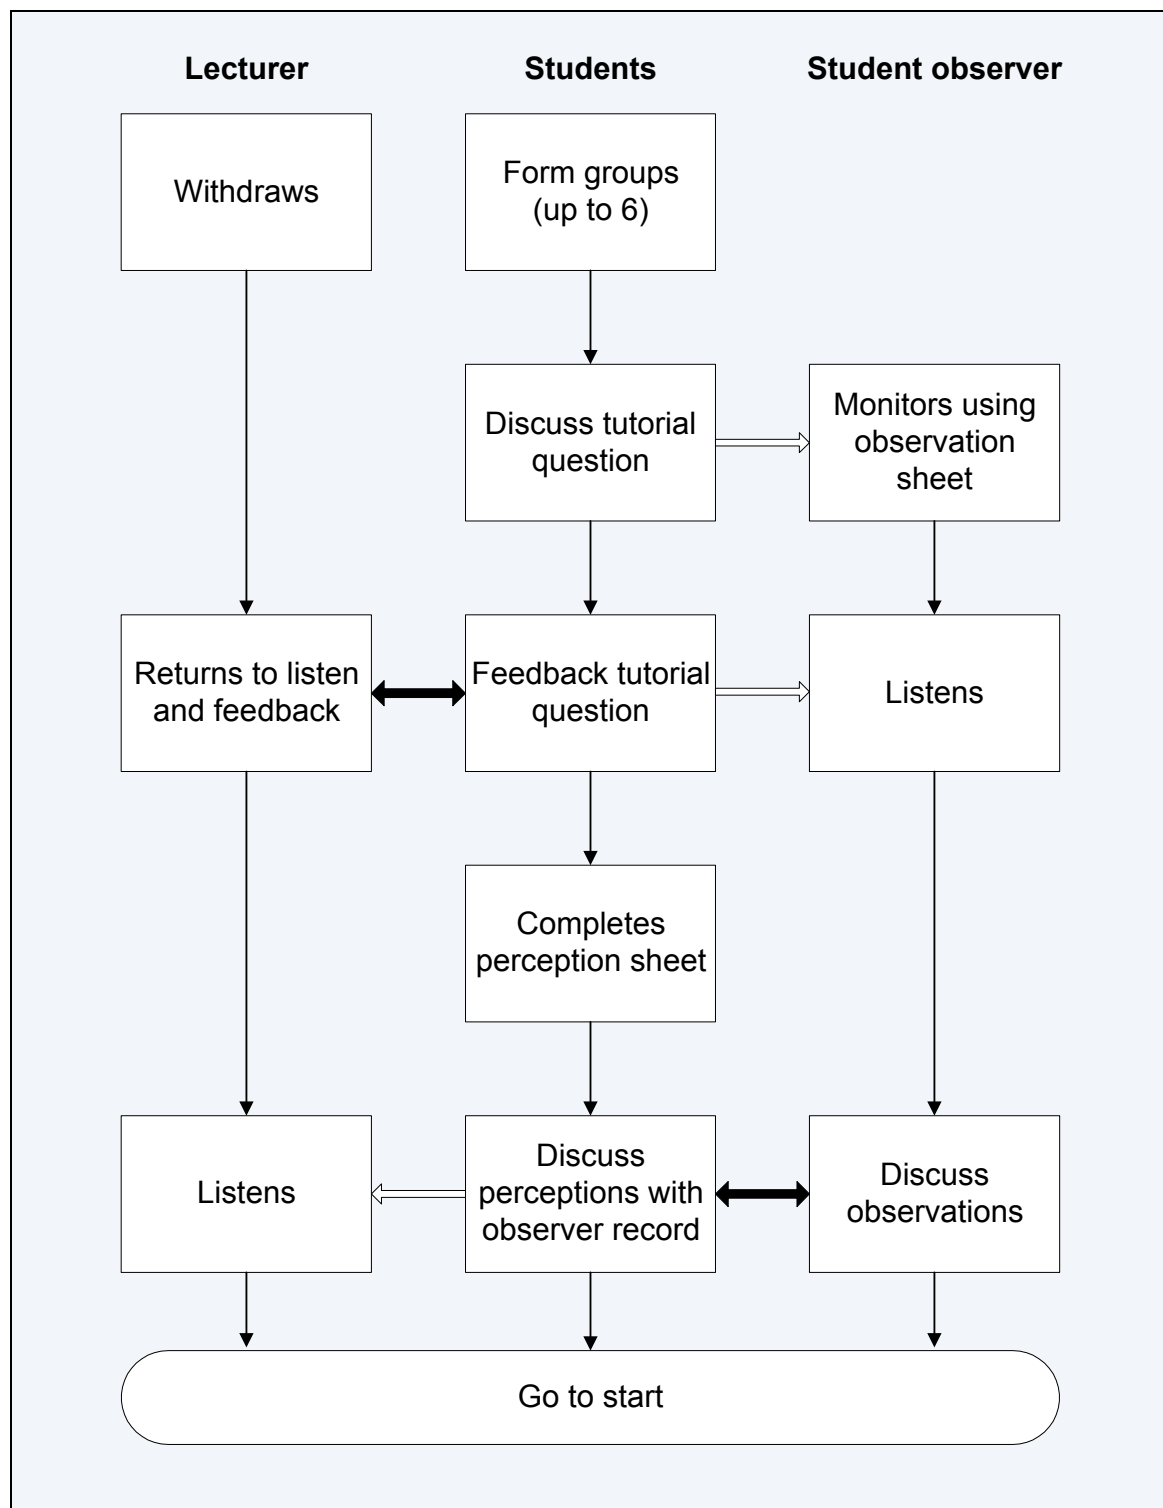 Lecturer
Students
Student observer
Withdraws
Form groups
(up to 6)
Discuss tutorial
question
Monitors using
observation
sheet
Returns to listen
and feedback
Feedback tutorial
question
Listens
Completes
perception sheet
Listens
Discuss
perceptions with
observer record
Discuss
observations
Go to start